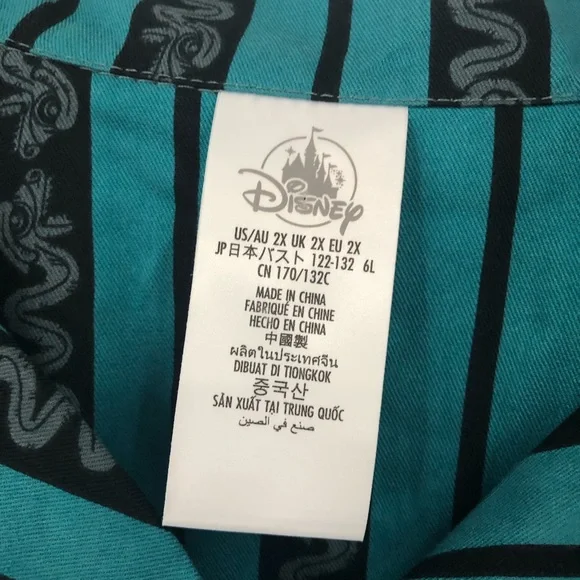 Disney
US/AU 2X UK 2X EU 2X
JP日本バスト 122-132 6L
CN 170/132C
MADE IN CHINA
FABRIQUÉ EN CHINE
HECHO EN CHINA
中國製
ผลิตในประเทศจีน
DIBUAT DI TIONGKOK
중국산
SẢN XUẤT TẠI TRUNG QUỐC
صنع في الصين